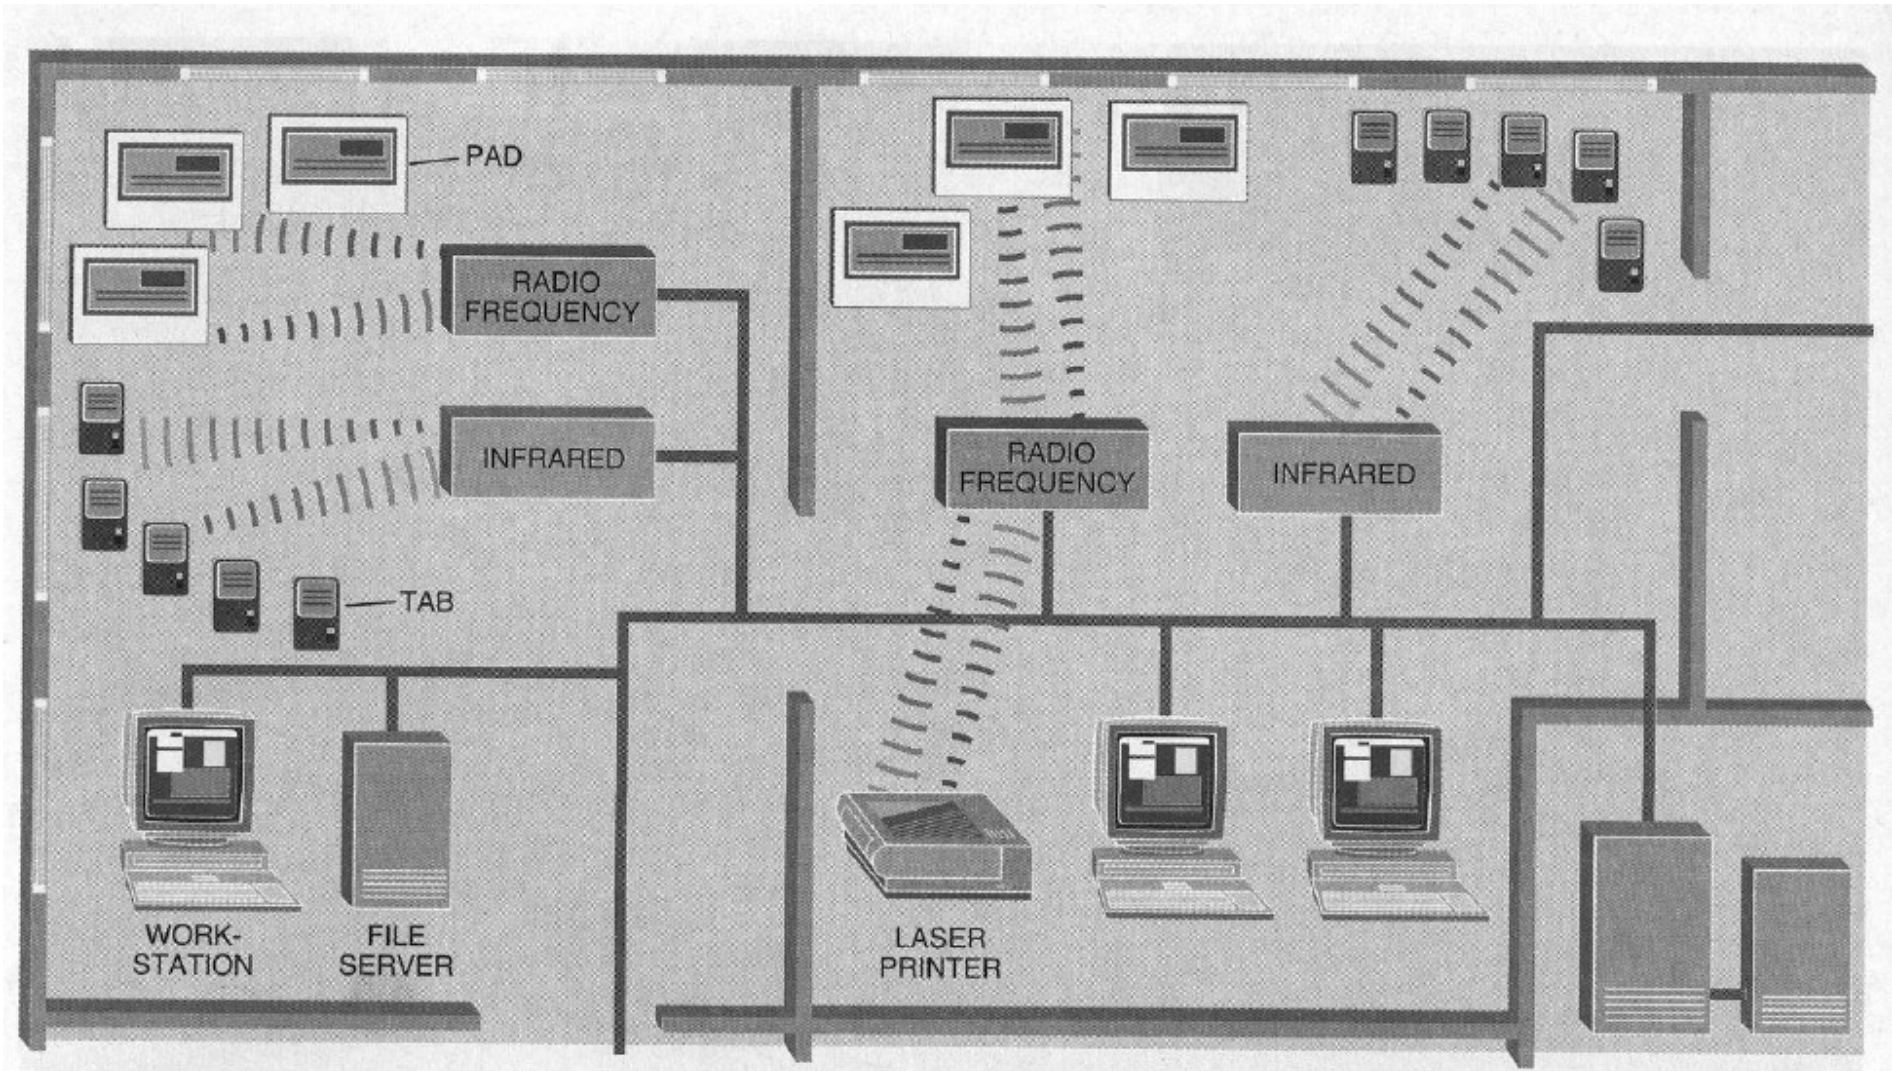 PAD
RADIO
FREQUENCY
INFRARED
TAB
RADIO
FREQUENCY
INFRARED
WORK-
STATION
FILE
SERVER
LASER
PRINTER